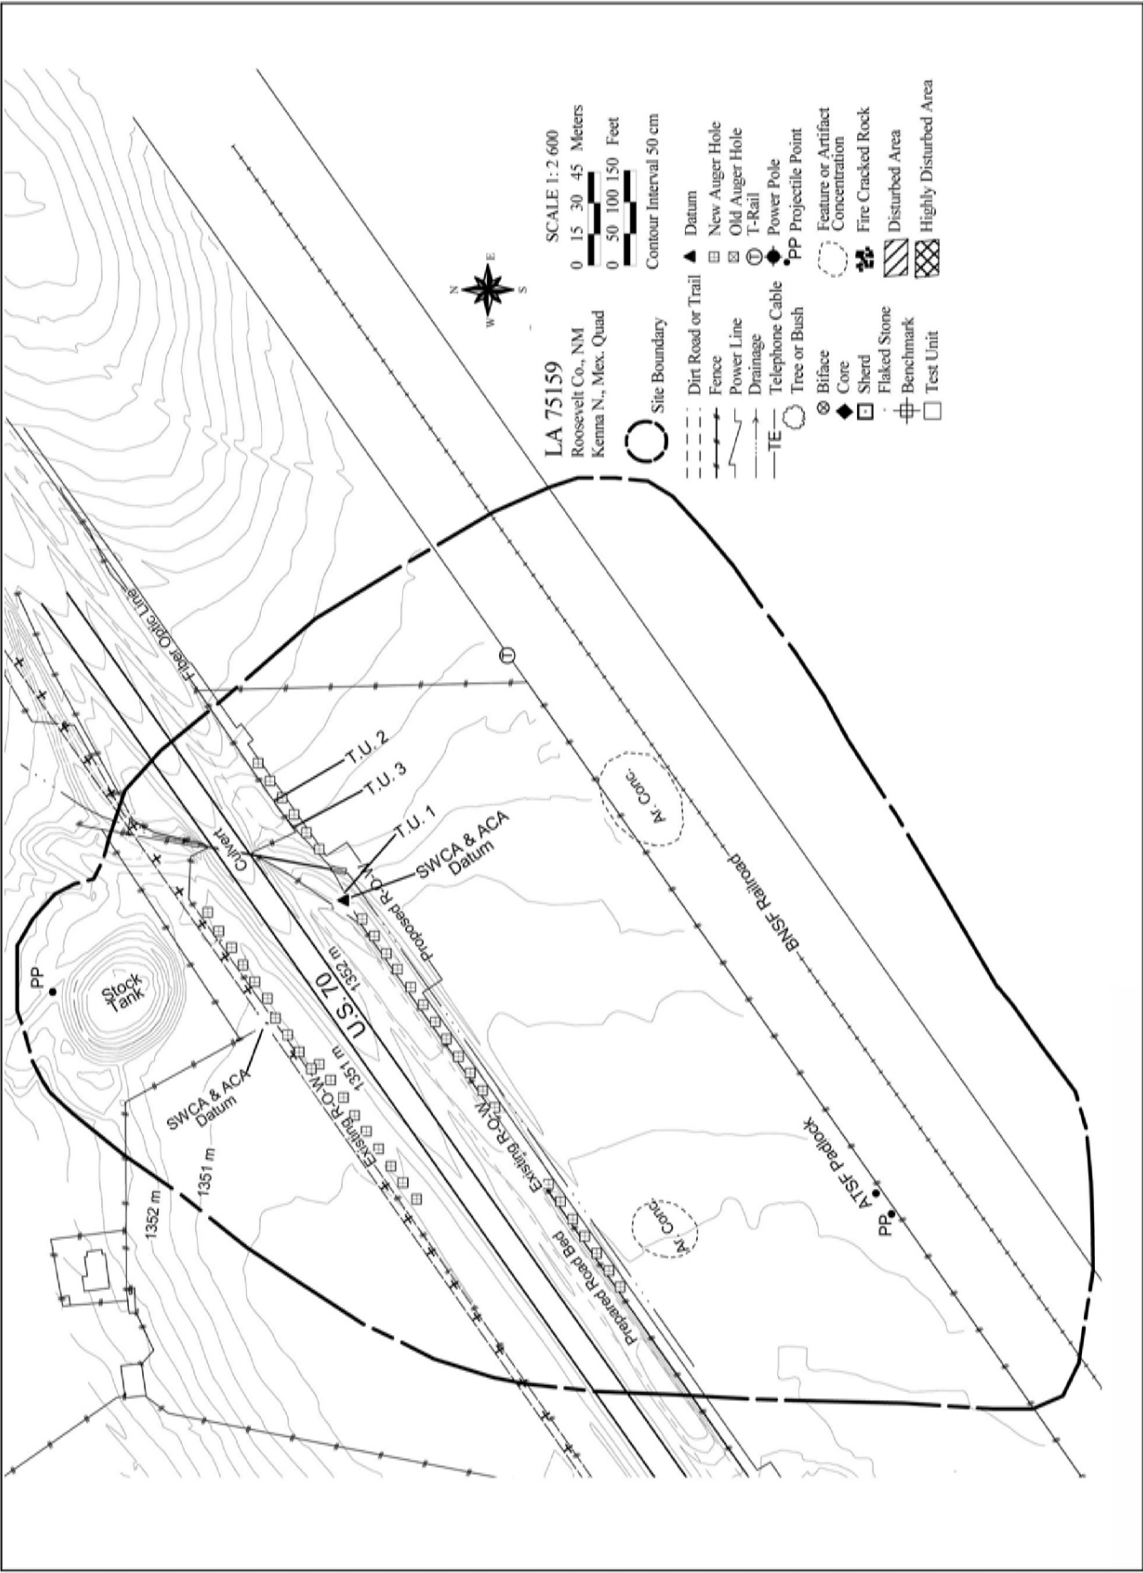 LA 75159
Roosevelt Co., NM
Kenna N., Mex. Quad
SCALE 1: 2 600
0 15 30 45 Meters
0 50 100 150 Feet
Contour Interval 50 cm
N
W
E
S
Site Boundary
Dirt Road or Trail
Fence
Power Line
Drainage
TE Telephone Cable
Tree or Bush
Biface
Core
Sherd
Flaked Stone
Benchmark
Test Unit
Datum
New Auger Hole
Old Auger Hole
T T-Rail
Power Pole
PP Projectile Point
Feature or Artifact
Concentration
Fire Cracked Rock
Disturbed Area
Highly Disturbed Area
Fiber Optic Line
T.U. 2
T.U. 3
T.U. 1
SWCA & ACA
Datum
Culvert
PP
Stock
Tank
U.S. 70
1352 m
1351 m
Proposed R-O-W
SWCA & ACA
Datum
Existing R-O-W
Existing R-O-W
Prepared Road Bed
1351 m
1352 m
T
Ar. Conc.
Ar. Conc.
BNSF Railroad
ATSF Padlock
PP